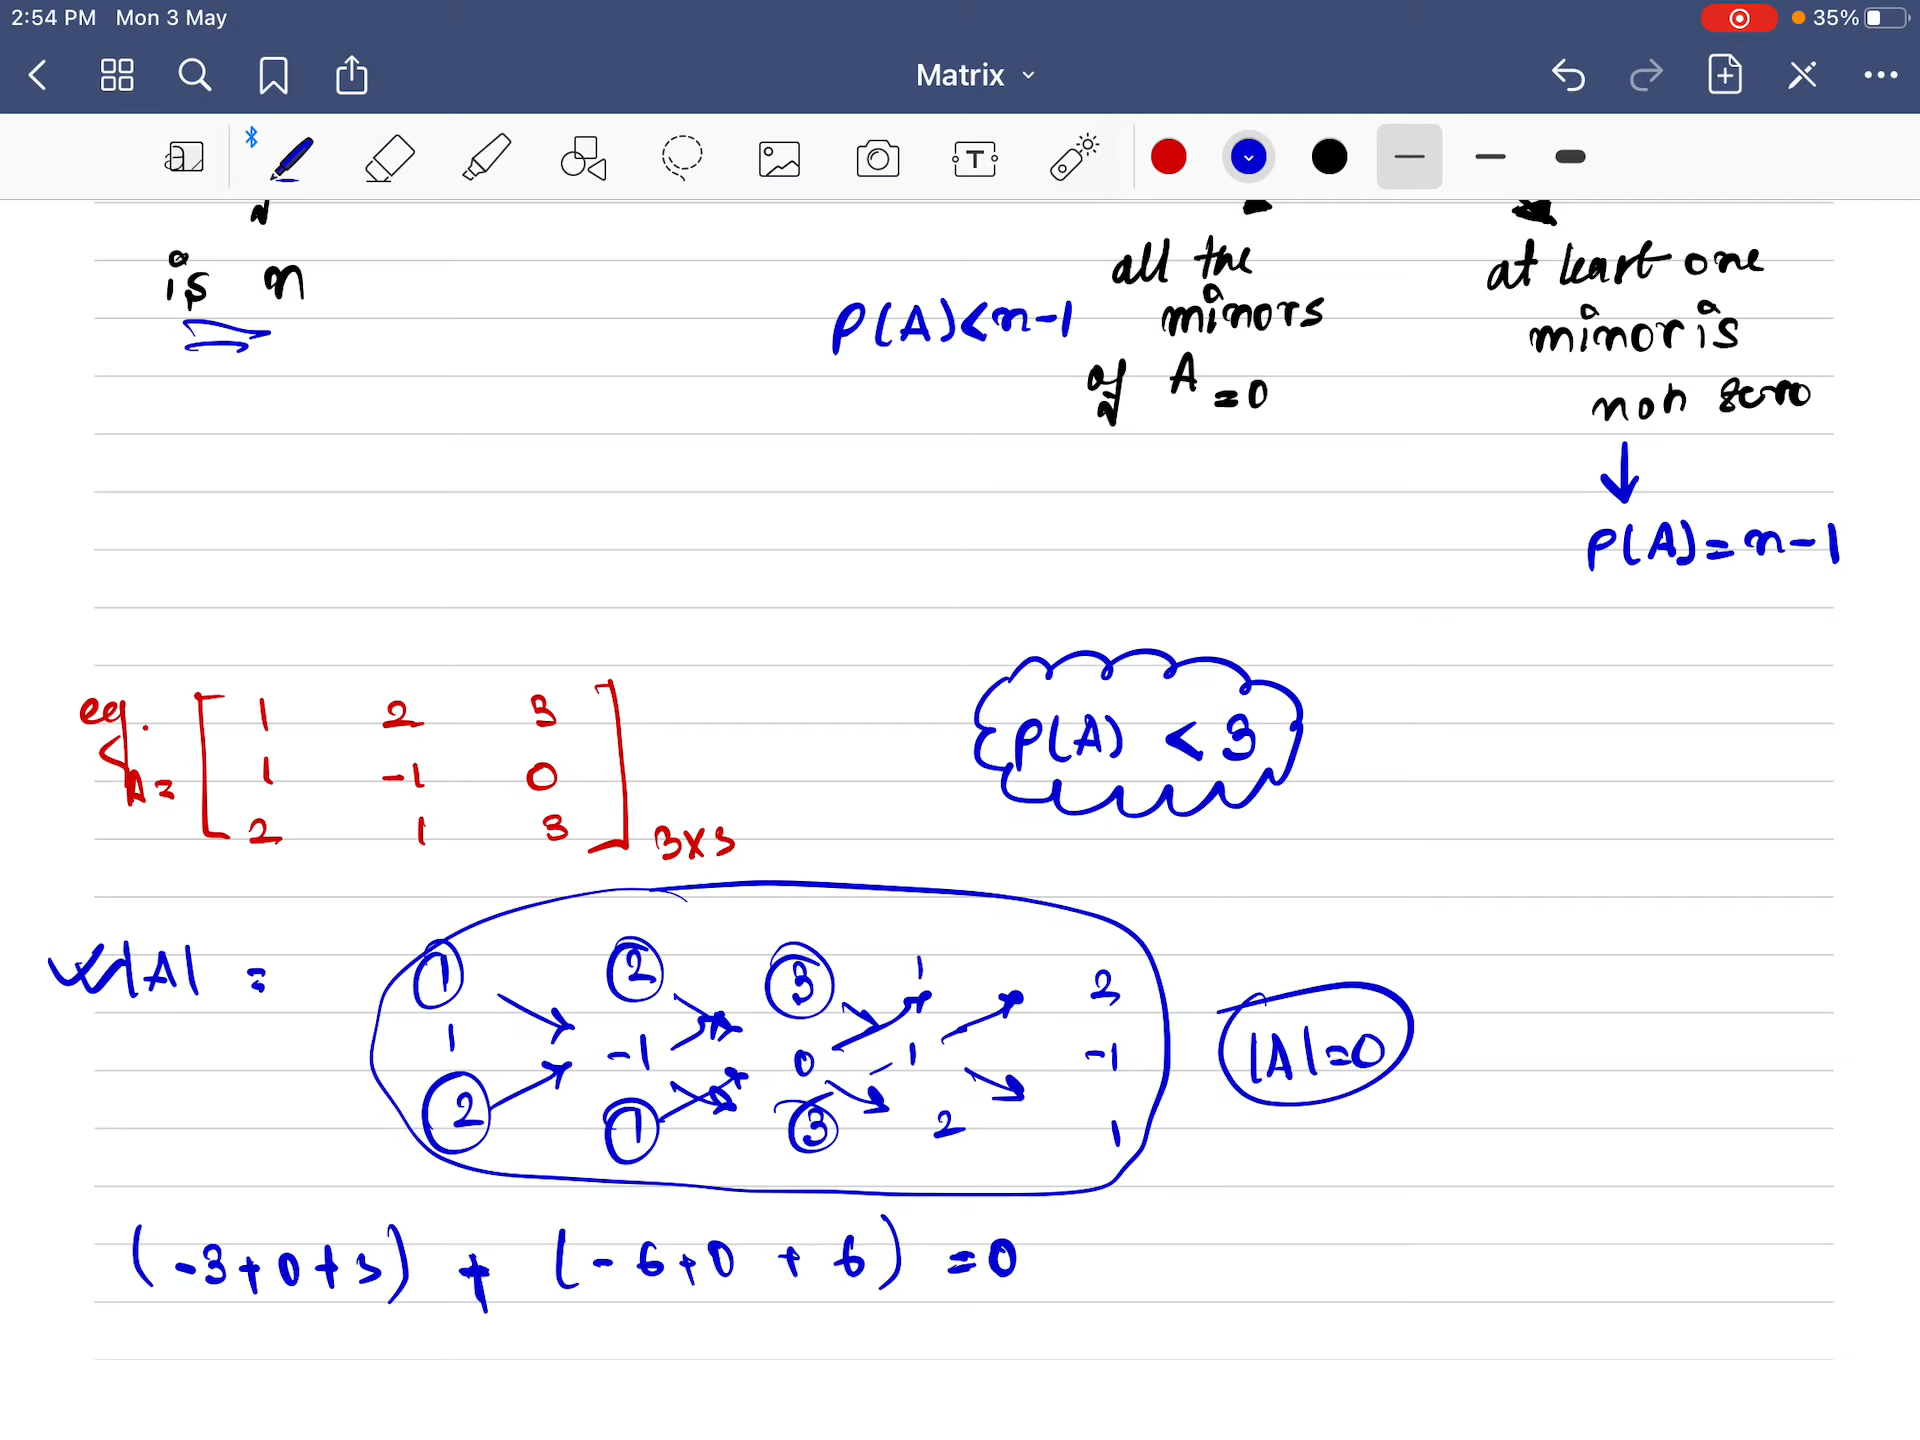 2:54 PM Mon 3 May
35%
Matrix
is n
ρ(A)<n-1
all the
minors
of A =0
at least one
minor is
non zero
↓
ρ(A)=n-1
eg.
A=
1 2 3
1 -1 0
2 1 3
3×3
ρ(A) < 3
|A| =
1 2 3 1 2
1 -1 0 1 -1
2 1 3 2 1
|A|=0
(-3+0+3) + (-6+0+6) =0